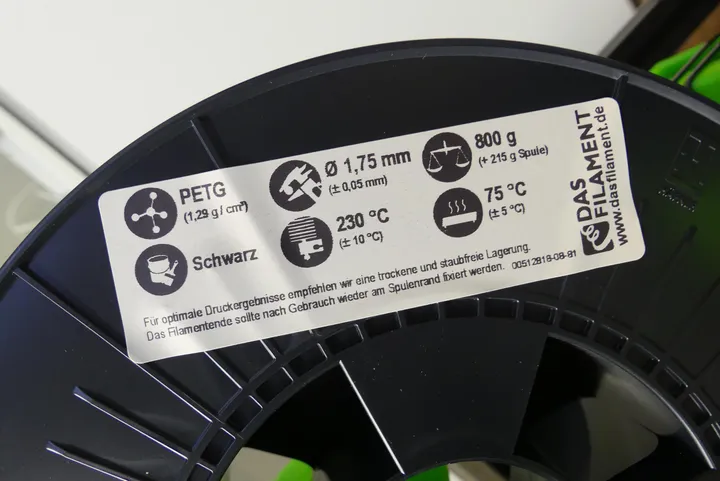 PETG
(1,29 g / cm³)
Ø 1,75 mm
(± 0,05 mm)
800 g
(+ 215 g Spule)
Schwarz
230 °C
(± 10 °C)
75 °C
(± 5 °C)
Für optimale Druckergebnisse empfehlen wir eine trockene und staubfreie Lagerung.
Das Filamentende sollte nach Gebrauch wieder am Spulenrand fixiert werden. 00512818-08-81
DAS
FILAMENT
www.dasfilament.de